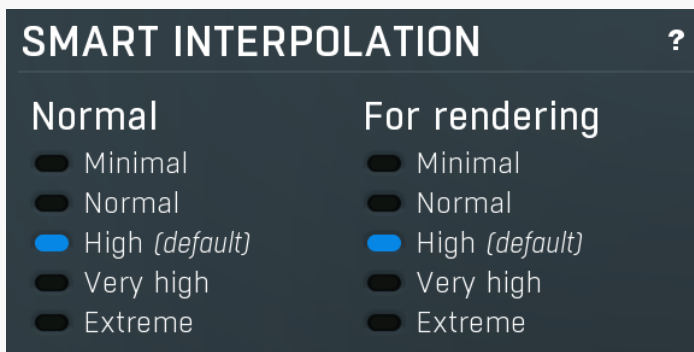 SMART INTERPOLATION ?
Normal
Minimal
Normal
High (default)
Very high
Extreme
For rendering
Minimal
Normal
High (default)
Very high
Extreme